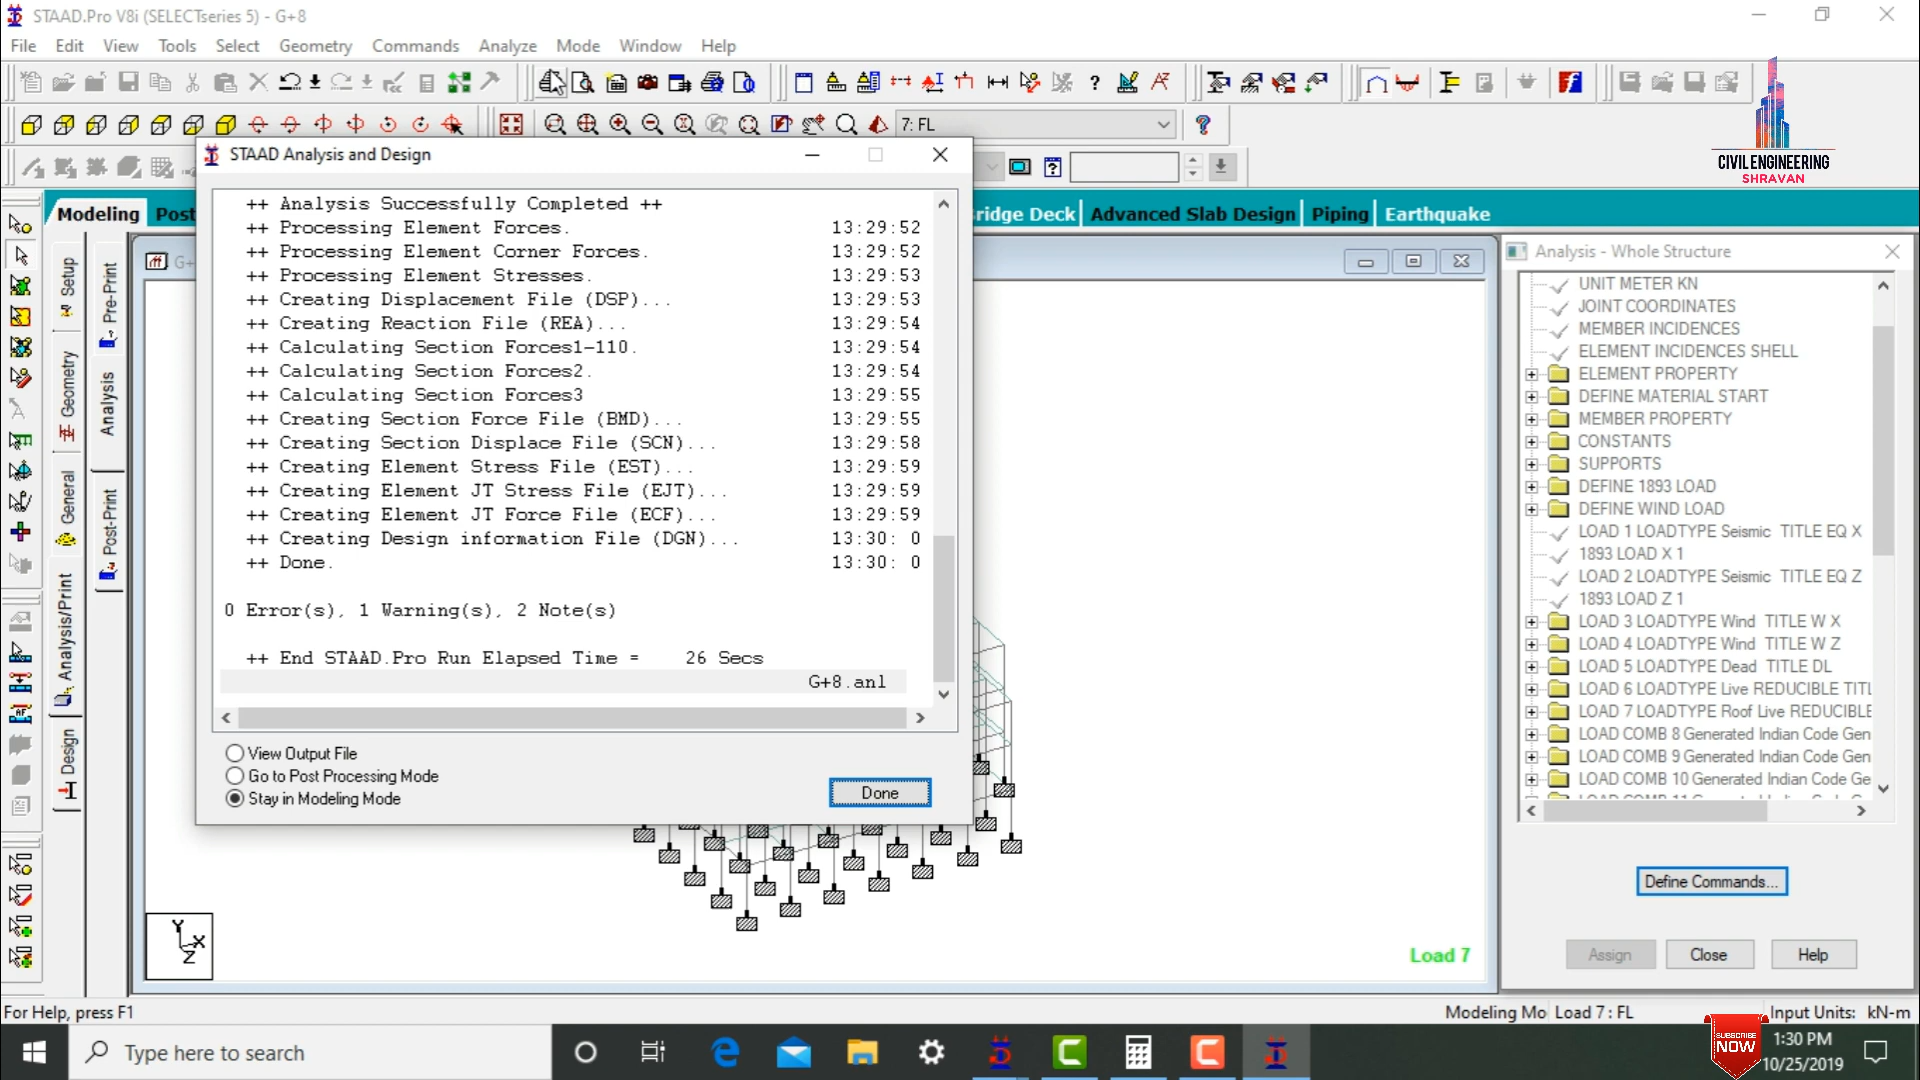 STAAD.Pro V8i (SELECTseries 5) - G+8
File Edit View Tools Select Geometry Commands Analyze Mode Window Help
7: FL
CIVIL ENGINEERING
SHRAVAN
STAAD Analysis and Design
Modeling Post
ridge Deck Advanced Slab Design Piping Earthquake
Setup
Geometry
General
Analysis/Print
Design
Pre-Print
Analysis
Post-Print
++ Analysis Successfully Completed ++
++ Processing Element Forces. 13:29:52
++ Processing Element Corner Forces. 13:29:52
++ Processing Element Stresses. 13:29:53
++ Creating Displacement File (DSP)... 13:29:53
++ Creating Reaction File (REA)... 13:29:54
++ Calculating Section Forces1-110. 13:29:54
++ Calculating Section Forces2. 13:29:54
++ Calculating Section Forces3 13:29:55
++ Creating Section Force File (BMD)... 13:29:55
++ Creating Section Displace File (SCN)... 13:29:58
++ Creating Element Stress File (EST)... 13:29:59
++ Creating Element JT Stress File (EJT)... 13:29:59
++ Creating Element JT Force File (ECF)... 13:29:59
++ Creating Design information File (DGN)... 13:30: 0
++ Done. 13:30: 0
0 Error(s), 1 Warning(s), 2 Note(s)
++ End STAAD.Pro Run Elapsed Time = 26 Secs
G+8.anl
View Output File
Go to Post Processing Mode
Stay in Modeling Mode
Done
Analysis - Whole Structure
UNIT METER KN
JOINT COORDINATES
MEMBER INCIDENCES
ELEMENT INCIDENCES SHELL
ELEMENT PROPERTY
DEFINE MATERIAL START
MEMBER PROPERTY
CONSTANTS
SUPPORTS
DEFINE 1893 LOAD
DEFINE WIND LOAD
LOAD 1 LOADTYPE Seismic TITLE EQ X
1893 LOAD X 1
LOAD 2 LOADTYPE Seismic TITLE EQ Z
1893 LOAD Z 1
LOAD 3 LOADTYPE Wind TITLE W X
LOAD 4 LOADTYPE Wind TITLE W Z
LOAD 5 LOADTYPE Dead TITLE DL
LOAD 6 LOADTYPE Live REDUCIBLE TITL
LOAD 7 LOADTYPE Roof Live REDUCIBLE
LOAD COMB 8 Generated Indian Code Gen
LOAD COMB 9 Generated Indian Code Gen
LOAD COMB 10 Generated Indian Code Ge
Define Commands...
Assign Close Help
Y
X
Z
Load 7
For Help, press F1
Modeling Mo Load 7 : FL Input Units: kN-m
Type here to search
SUBSCRIBE
NOW
1:30 PM
10/25/2019